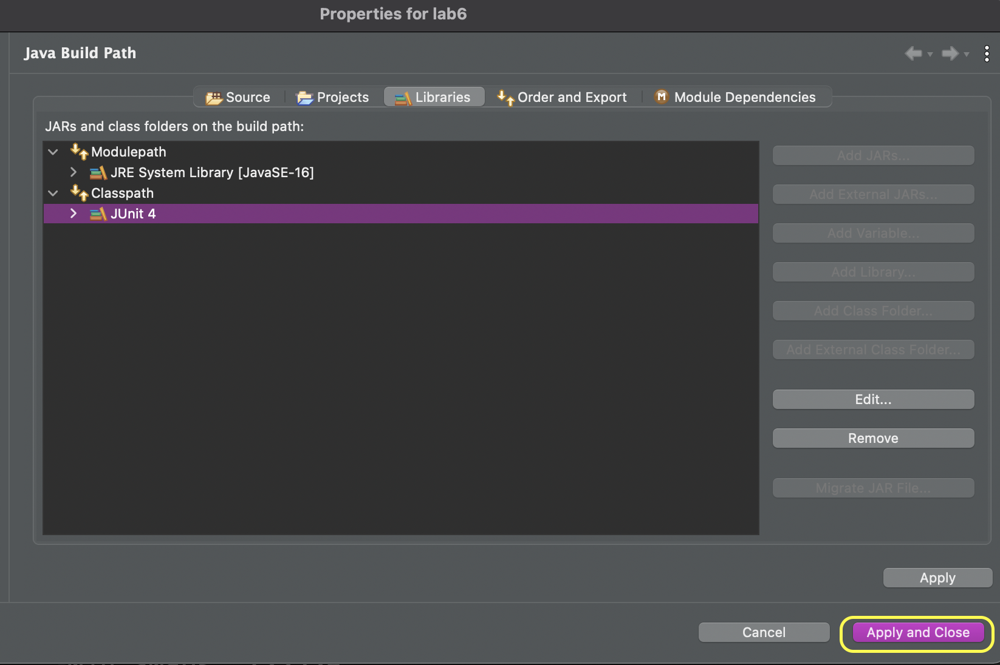 Properties for lab6
Java Build Path
Source Projects Libraries Order and Export M Module Dependencies
JARs and class folders on the build path:
Modulepath
JRE System Library [JavaSE-16]
Classpath
JUnit 4
Add JARs...
Add External JARs...
Add Variable...
Add Library...
Add Class Folder...
Add External Class Folder...
Edit...
Remove
Migrate JAR File...
Apply
Cancel Apply and Close